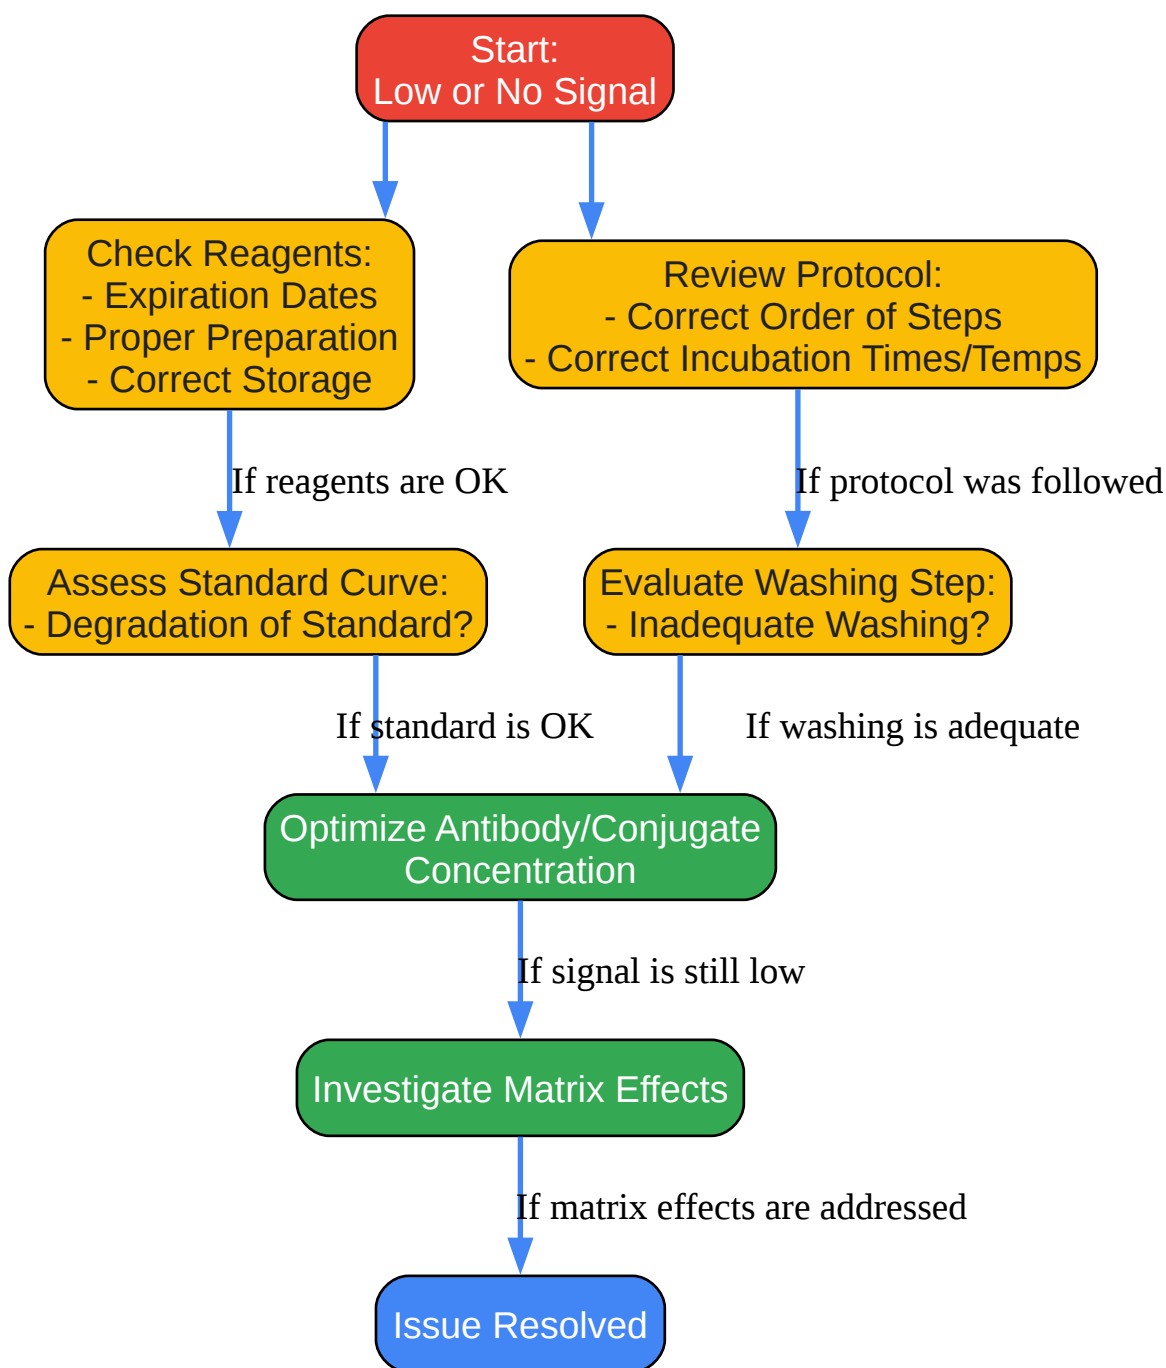 Start:
Low or No Signal
Check Reagents:
- Expiration Dates
- Proper Preparation
- Correct Storage
Review Protocol:
- Correct Order of Steps
- Correct Incubation Times/Temps
If reagents are OK
If protocol was followed
Assess Standard Curve:
- Degradation of Standard?
Evaluate Washing Step:
- Inadequate Washing?
If standard is OK
If washing is adequate
Optimize Antibody/Conjugate
Concentration
If signal is still low
Investigate Matrix Effects
If matrix effects are addressed
Issue Resolved